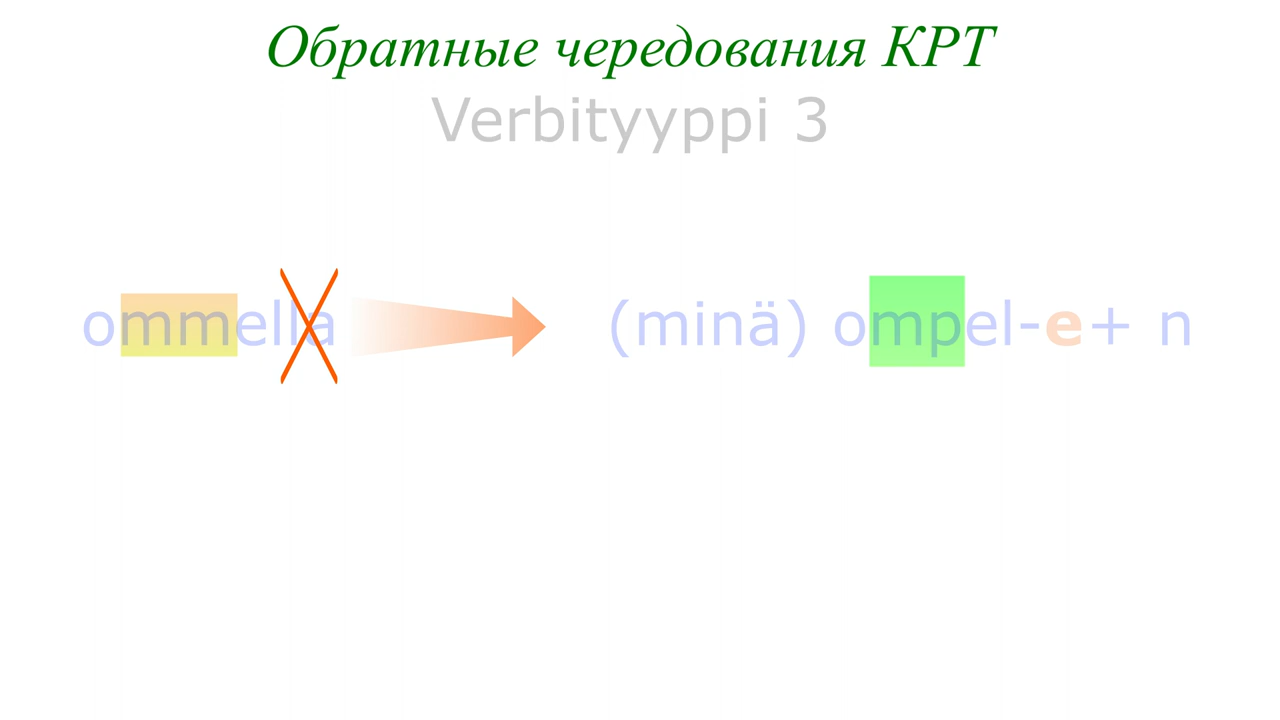 Обратные чередования КРТ
Verbityyppi 3
ommella (minä) ompel-e+ n